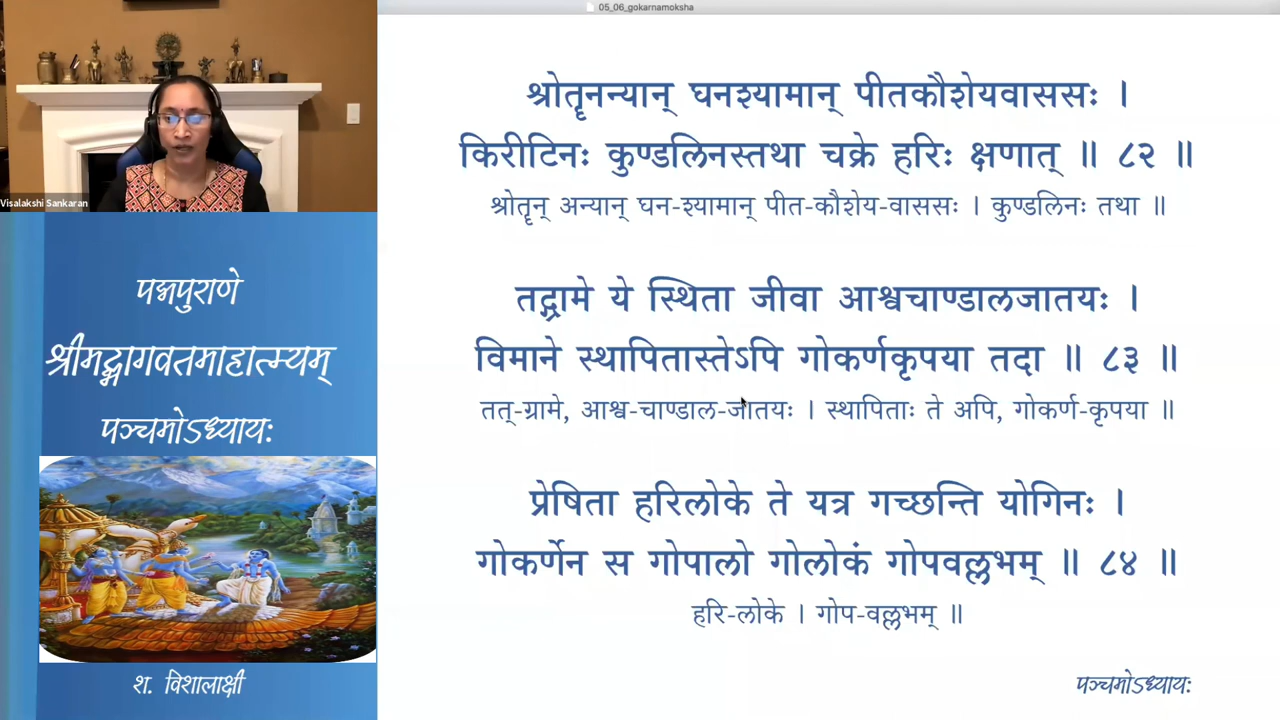 05_06_gokarnamoksha
श्रोतॄनन्यान् घनश्यामान् पीतकौशेयवाससः ।
किरीटिनः कुण्डलिनस्तथा चक्रे हरिः क्षणात् ॥ ८२ ॥
श्रोतॄन् अन्यान् घन-श्यामान् पीत-कौशेय-वाससः । कुण्डलिनः तथा ॥
तद्ग्रामे ये स्थिता जीवा आश्वचाण्डालजातयः ।
विमाने स्थापितास्तेऽपि गोकर्णकृपया तदा ॥ ८३ ॥
तत्-ग्रामे, आश्व-चाण्डाल-जातयः । स्थापिताः ते अपि, गोकर्ण-कृपया ॥
प्रेषिता हरिलोके ते यत्र गच्छन्ति योगिनः ।
गोकर्णेन स गोपालो गोलोकं गोपवल्लभम् ॥ ८४ ॥
हरि-लोके । गोप-वल्लभम् ॥
पञ्चमोऽध्यायः
Visalakshi Sankaran
पद्मपुराणे
श्रीमद्भागवतमाहात्म्यम्
पञ्चमोऽध्यायः
श. विशालाक्षी